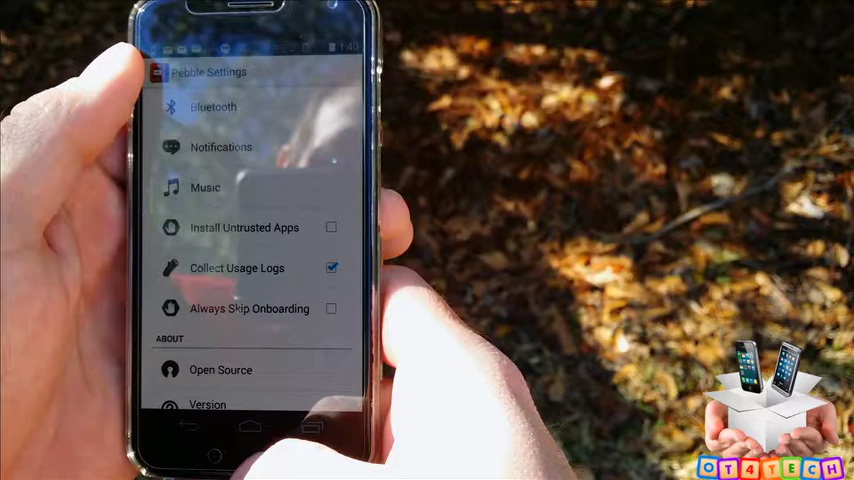 1:40
Pebble Settings
Bluetooth
Notifications
Music
Install Untrusted Apps
Collect Usage Logs
Always Skip Onboarding
ABOUT
Open Source
Version
OT4TECH